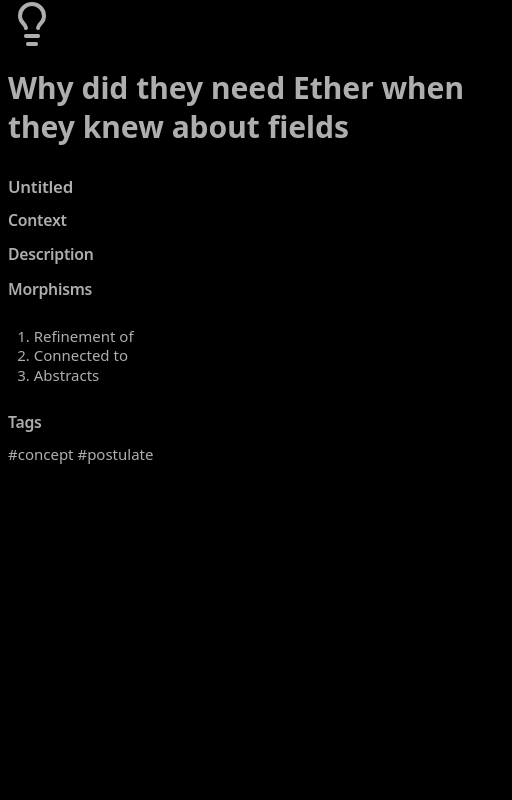 Why did they need Ether when
they knew about fields
Untitled
Context
Description
Morphisms
1. Refinement of
2. Connected to
3. Abstracts
Tags
#concept #postulate